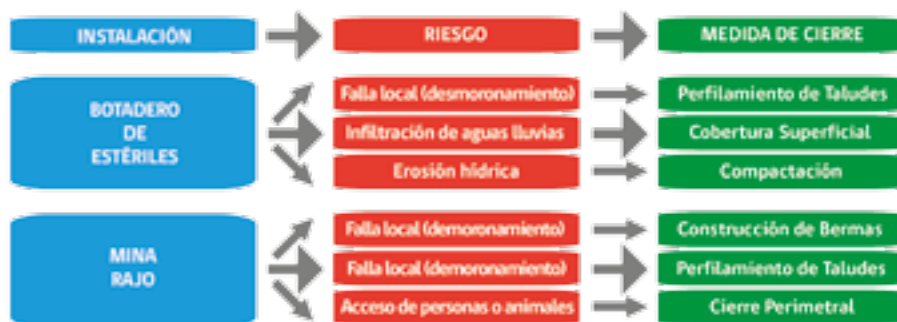 INSTALACIÓN
RIESGO
MEDIDA DE CIERRE
BOTADERO
DE
ESTÉRILES
Falla local (desmoronamiento)
Perfilamiento de Taludes
Infiltración de aguas lluvias
Cobertura Superficial
Erosión hídrica
Compactación
MINA
RAJO
Falla local (demoronamiento)
Construcción de Bermas
Falla local (demoronamiento)
Perfilamiento de Taludes
Acceso de personas o animales
Cierre Perimetral